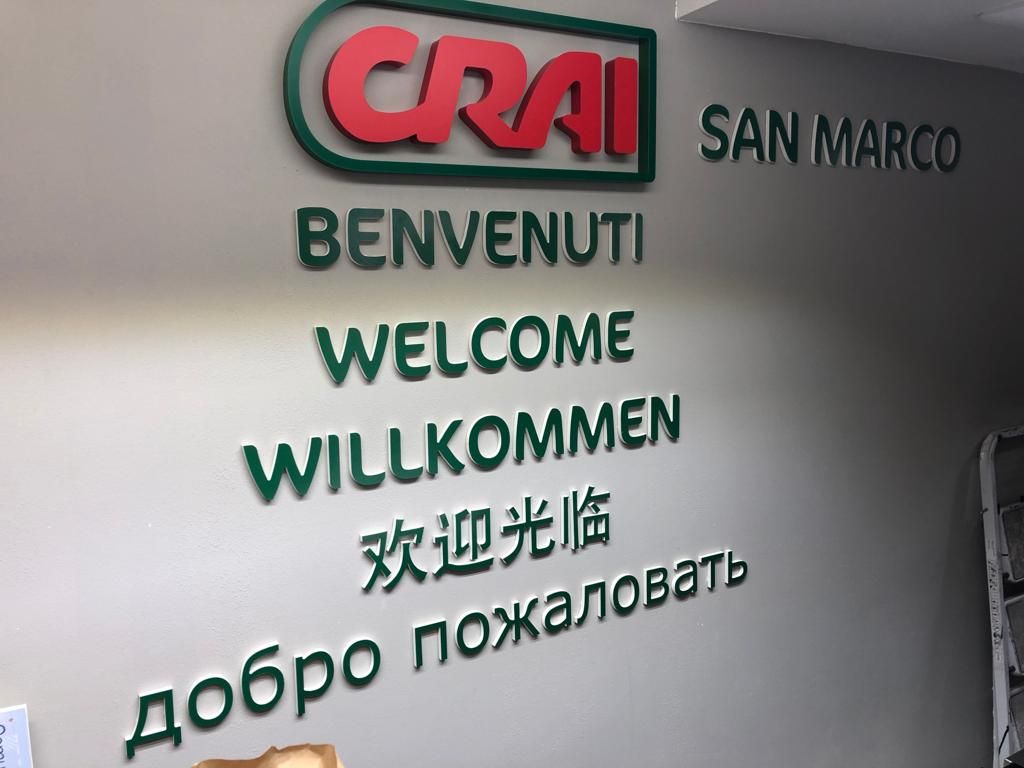 CRAI
SAN MARCO
BENVENUTI
WELCOME
WILLKOMMEN
欢迎光临
добро пожаловать